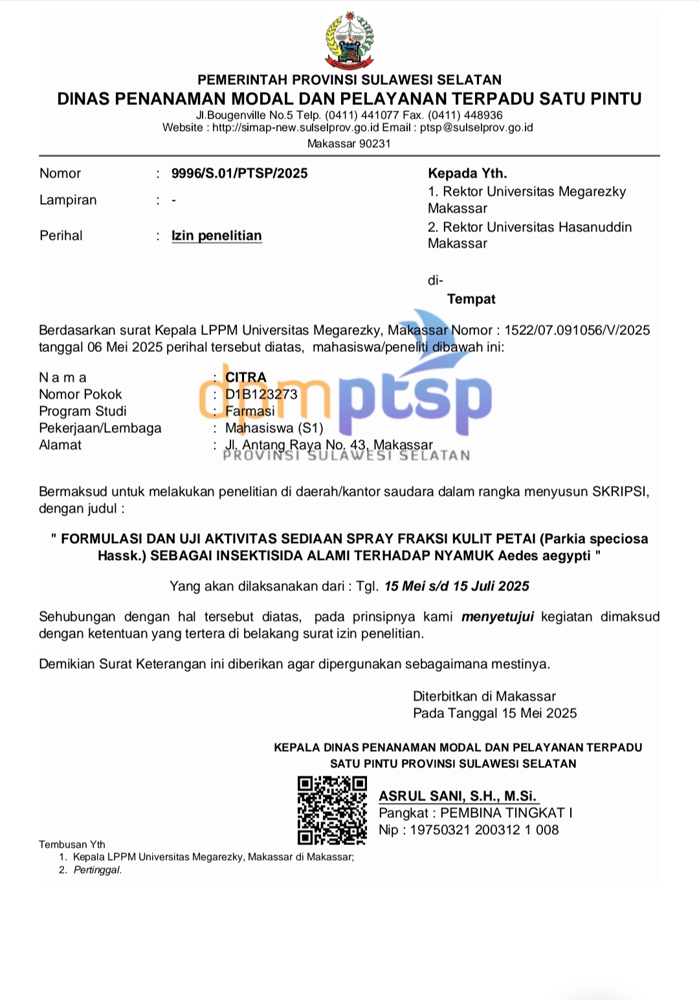 PEMERINTAH PROVINSI SULAWESI SELATAN
DINAS PENANAMAN MODAL DAN PELAYANAN TERPADU SATU PINTU
Jl.Bougenville No.5 Telp. (0411) 441077 Fax. (0411) 448936
Website : http://simap-new.sulselprov.go.id Email : ptsp@sulselprov.go.id
Makassar 90231
Nomor : 9996/S.01/PTSP/2025
Lampiran : -
Perihal : Izin penelitian
Kepada Yth.
1. Rektor Universitas Megarezky
Makassar
2. Rektor Universitas Hasanuddin
Makassar
di-
Tempat
Berdasarkan surat Kepala LPPM Universitas Megarezky, Makassar Nomor : 1522/07.091056/V/2025
tanggal 06 Mei 2025 perihal tersebut diatas, mahasiswa/peneliti dibawah ini:
N a m a : CITRA
Nomor Pokok : D1B123273
Program Studi : Farmasi
Pekerjaan/Lembaga : Mahasiswa (S1)
Alamat : Jl. Antang Raya No. 43, Makassar
dpmptsp
PROVINSI SULAWESI SELATAN
Bermaksud untuk melakukan penelitian di daerah/kantor saudara dalam rangka menyusun SKRIPSI,
dengan judul :
" FORMULASI DAN UJI AKTIVITAS SEDIAAN SPRAY FRAKSI KULIT PETAI (Parkia speciosa
Hassk.) SEBAGAI INSEKTISIDA ALAMI TERHADAP NYAMUK Aedes aegypti "
Yang akan dilaksanakan dari : Tgl. 15 Mei s/d 15 Juli 2025
Sehubungan dengan hal tersebut diatas, pada prinsipnya kami menyetujui kegiatan dimaksud
dengan ketentuan yang tertera di belakang surat izin penelitian.
Demikian Surat Keterangan ini diberikan agar dipergunakan sebagaimana mestinya.
Diterbitkan di Makassar
Pada Tanggal 15 Mei 2025
KEPALA DINAS PENANAMAN MODAL DAN PELAYANAN TERPADU
SATU PINTU PROVINSI SULAWESI SELATAN
ASRUL SANI, S.H., M.Si.
Pangkat : PEMBINA TINGKAT I
Nip : 19750321 200312 1 008
Tembusan Yth
1. Kepala LPPM Universitas Megarezky, Makassar di Makassar;
2. Pertinggal.